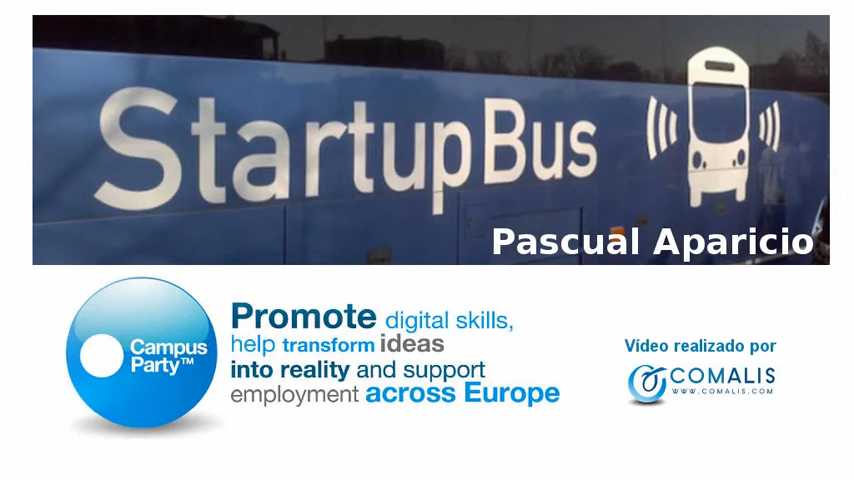 StartupBus
Pascual Aparicio
Campus
Party™
Promote digital skills,
help transform ideas
into reality and support
employment across Europe
Vídeo realizado por
COMALIS
WWW.COMALIS.COM